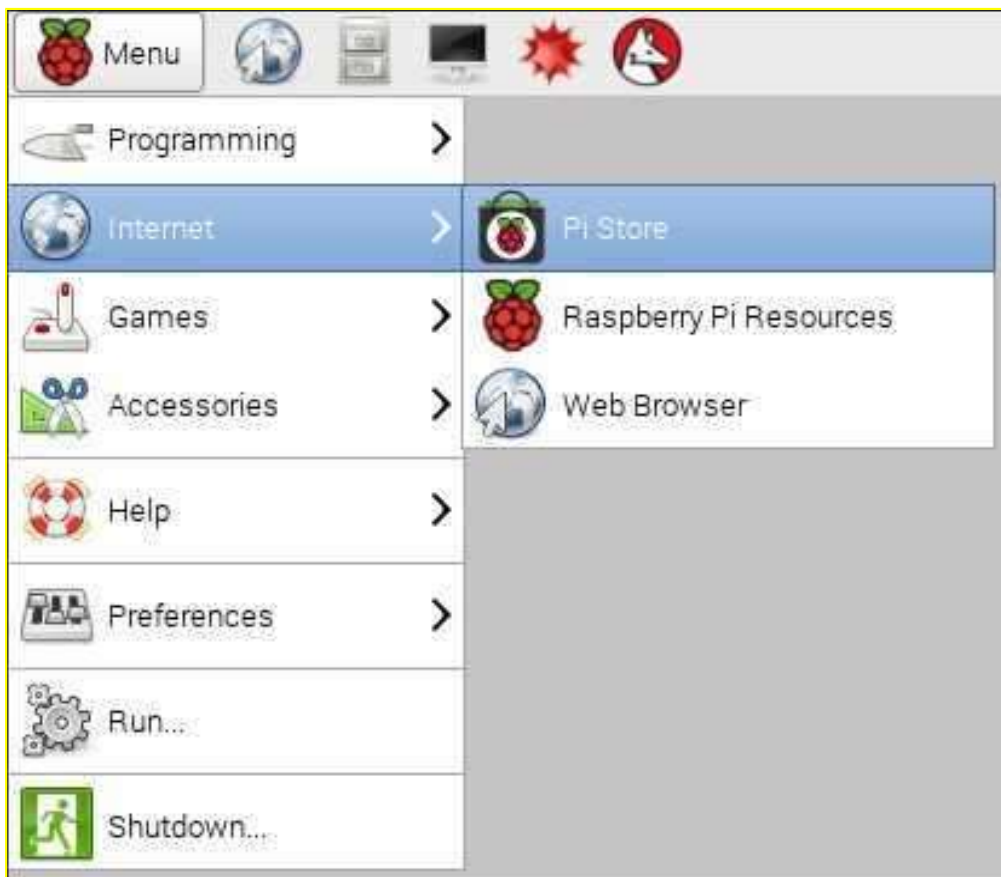 Menu
Programming
Internet
Pi Store
Games
Raspberry Pi Resources
Accessories
Web Browser
Help
Preferences
Run...
Shutdown...